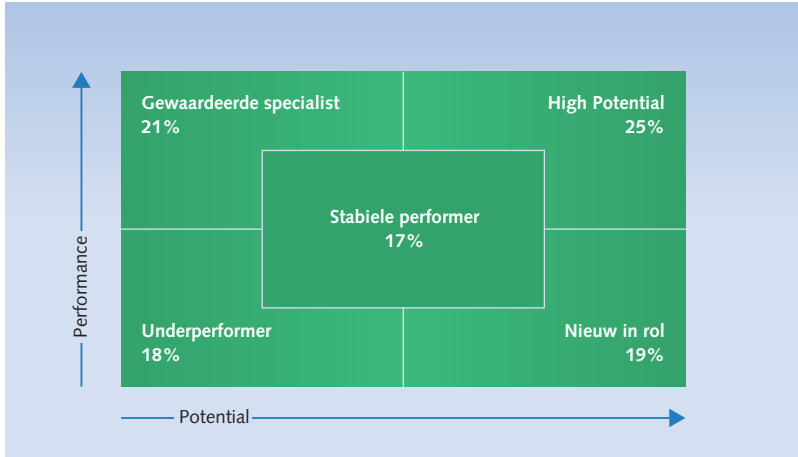 Gewaardeerde specialist
21%
High Potential
25%
Stabiele performer
17%
Underperformer
18%
Nieuw in rol
19%
Performance
Potential